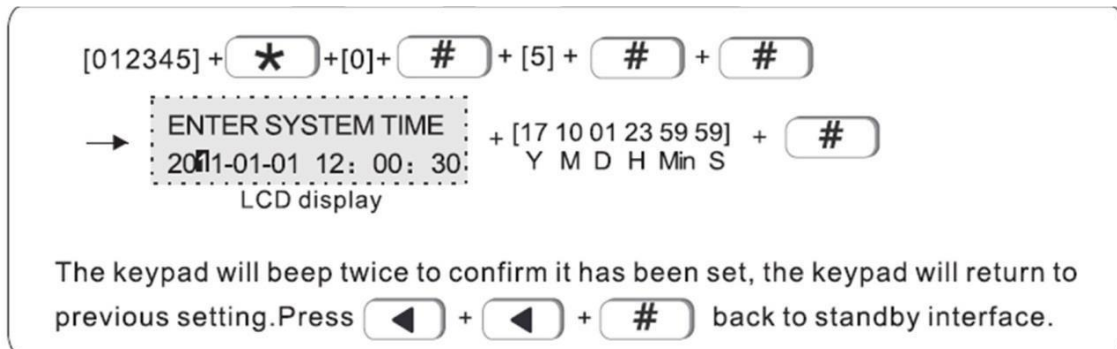 [012345] + * +[0]+ # + [5] + # + #
→ ENTER SYSTEM TIME + [17 10 01 23 59 59] + #
2011-01-01 12: 00: 30 Y M D H Min S
LCD display
The keypad will beep twice to confirm it has been set, the keypad will return to
previous setting.Press ◀ + ◀ + # back to standby interface.